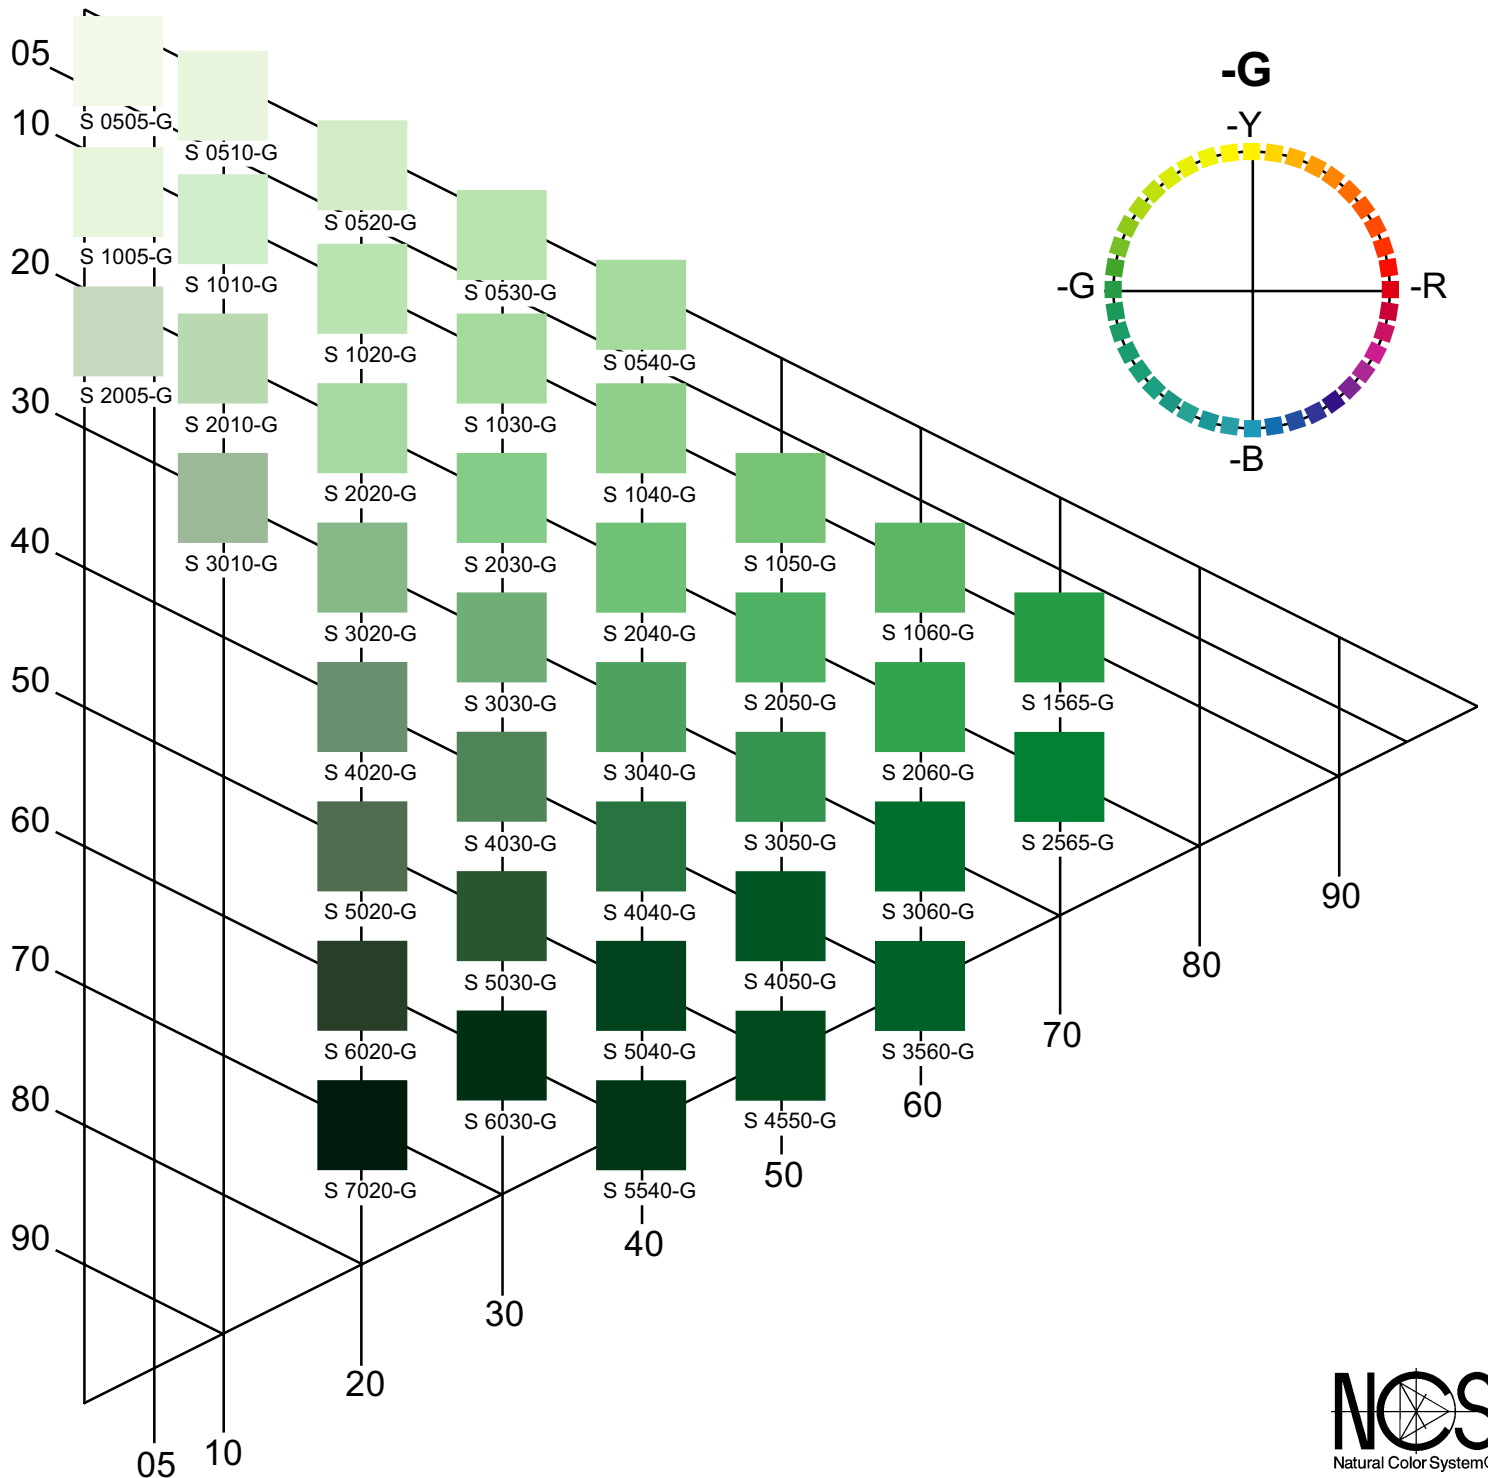 -G
-Y
-G
-R
-B
05
10
20
30
40
50
60
70
80
90
S 0505-G
S 0510-G
S 0520-G
S 1005-G
S 1010-G
S 0530-G
S 1020-G
S 0540-G
S 2005-G
S 2010-G
S 1030-G
S 2020-G
S 1040-G
S 3010-G
S 2030-G
S 1050-G
S 3020-G
S 2040-G
S 1060-G
S 3030-G
S 2050-G
S 1565-G
S 4020-G
S 3040-G
S 2060-G
S 4030-G
S 3050-G
S 2565-G
S 5020-G
S 4040-G
S 3060-G
S 5030-G
S 4050-G
S 6020-G
S 5040-G
S 3560-G
S 6030-G
S 4550-G
S 7020-G
S 5540-G
90
80
70
60
50
40
30
20
10
05
NCS
Natural Color System©